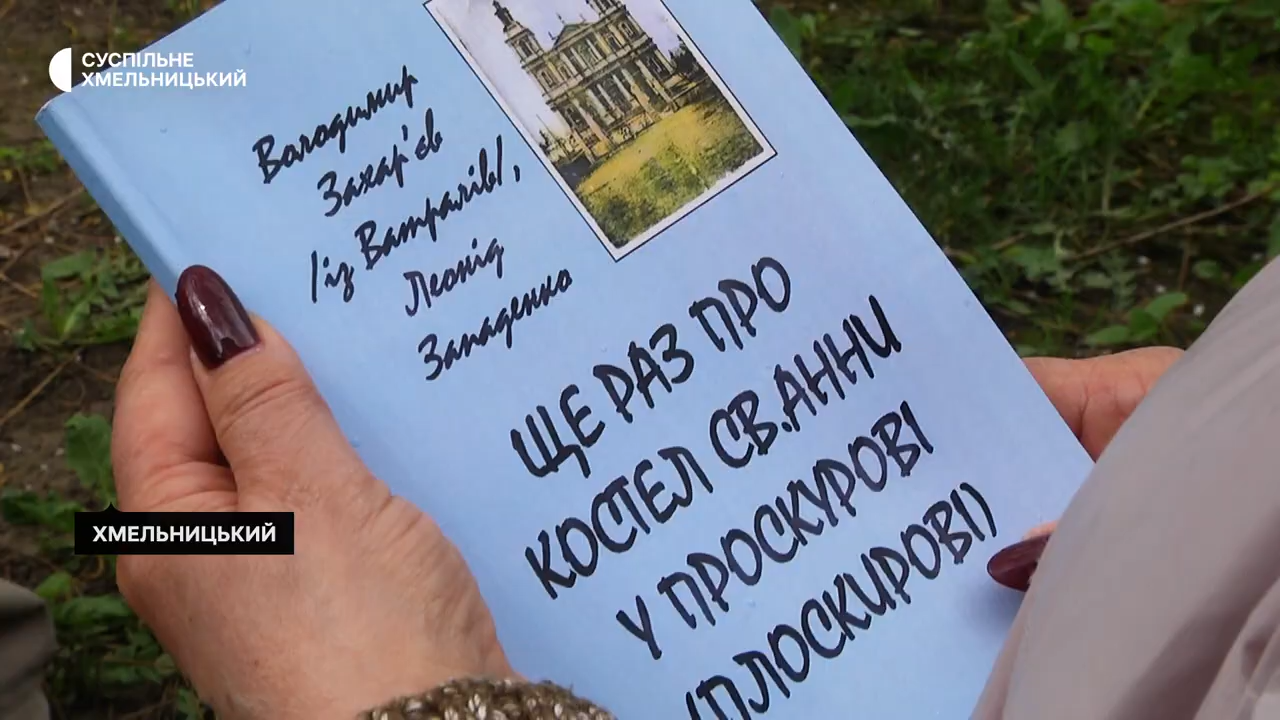 СУСПІЛЬНЕ
ХМЕЛЬНИЦЬКИЙ
Володимир
Захар'єв
/із Ватралів/,
Леонід
Западенко
ЩЕ РАЗ ПРО
КОСТЕЛ СВ.АННИ
У ПРОСКУРОВІ
(ПЛОСКИРОВІ)
ХМЕЛЬНИЦЬКИЙ